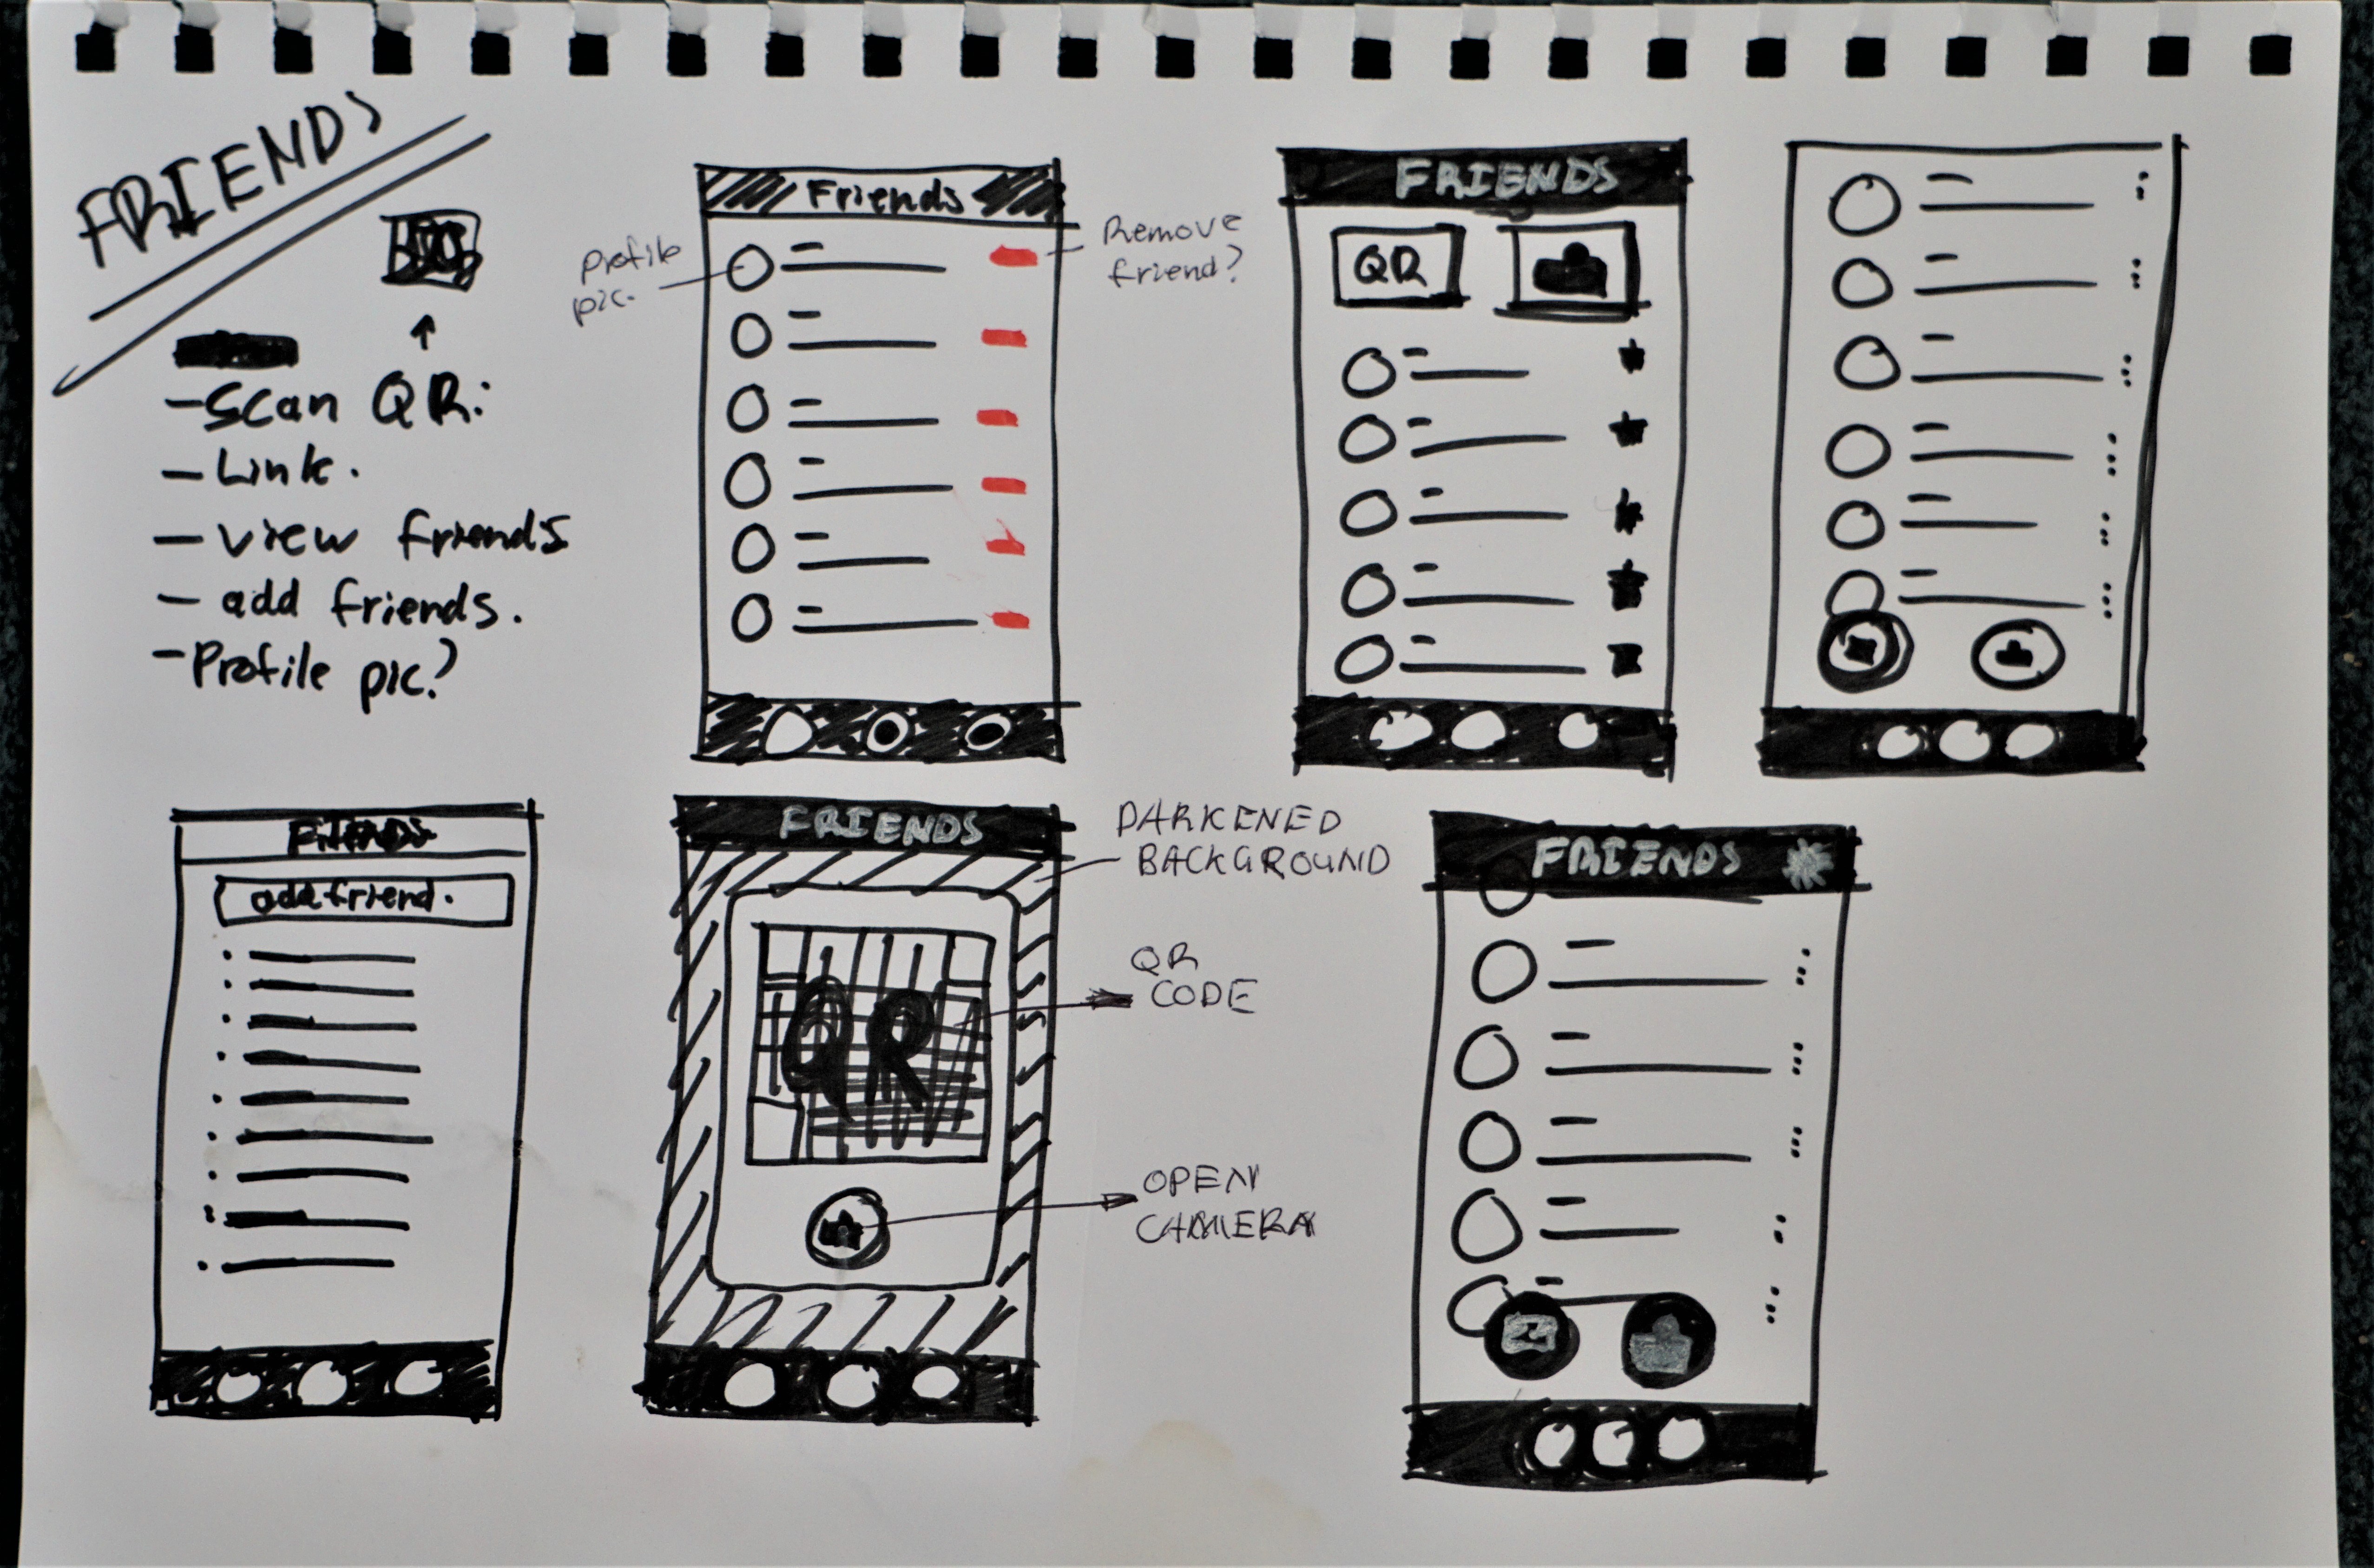 FRIENDS
-Scan QR:
-Link.
-view friends
-add friends.
-Profile pic?
Friends
Profile
pic.
Remove
friend?
FRIENDS
QR
Friends
add friend.
FRIENDS
QR
DARKENED
BACKGROUND
QR
CODE
OPEN
CAMERA
FRIENDS